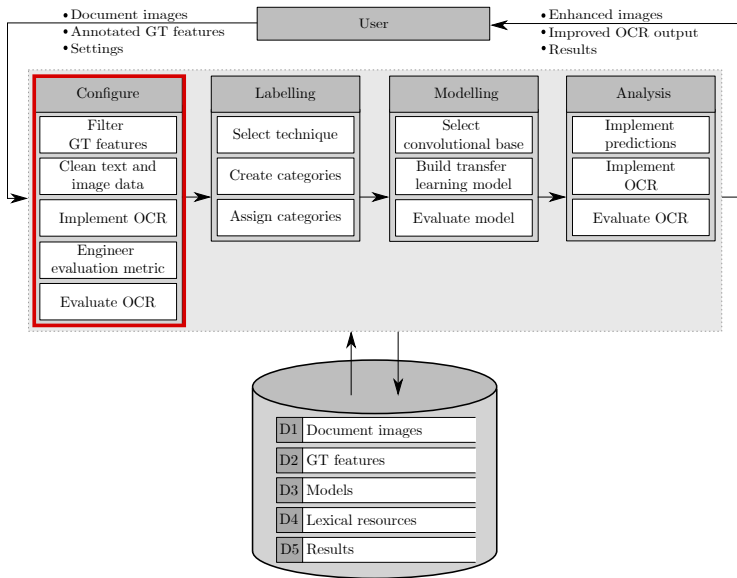 • Document images
• Annotated GT features
• Settings
User
• Enhanced images
• Improved OCR output
• Results
Configure
Filter
GT features
Clean text and
image data
Implement OCR
Engineer
evaluation metric
Evaluate OCR
Labelling
Select technique
Create categories
Assign categories
Modelling
Select
convolutional base
Build transfer
learning model
Evaluate model
Analysis
Implement
predictions
Implement
OCR
Evaluate OCR
D1 Document images
D2 GT features
D3 Models
D4 Lexical resources
D5 Results